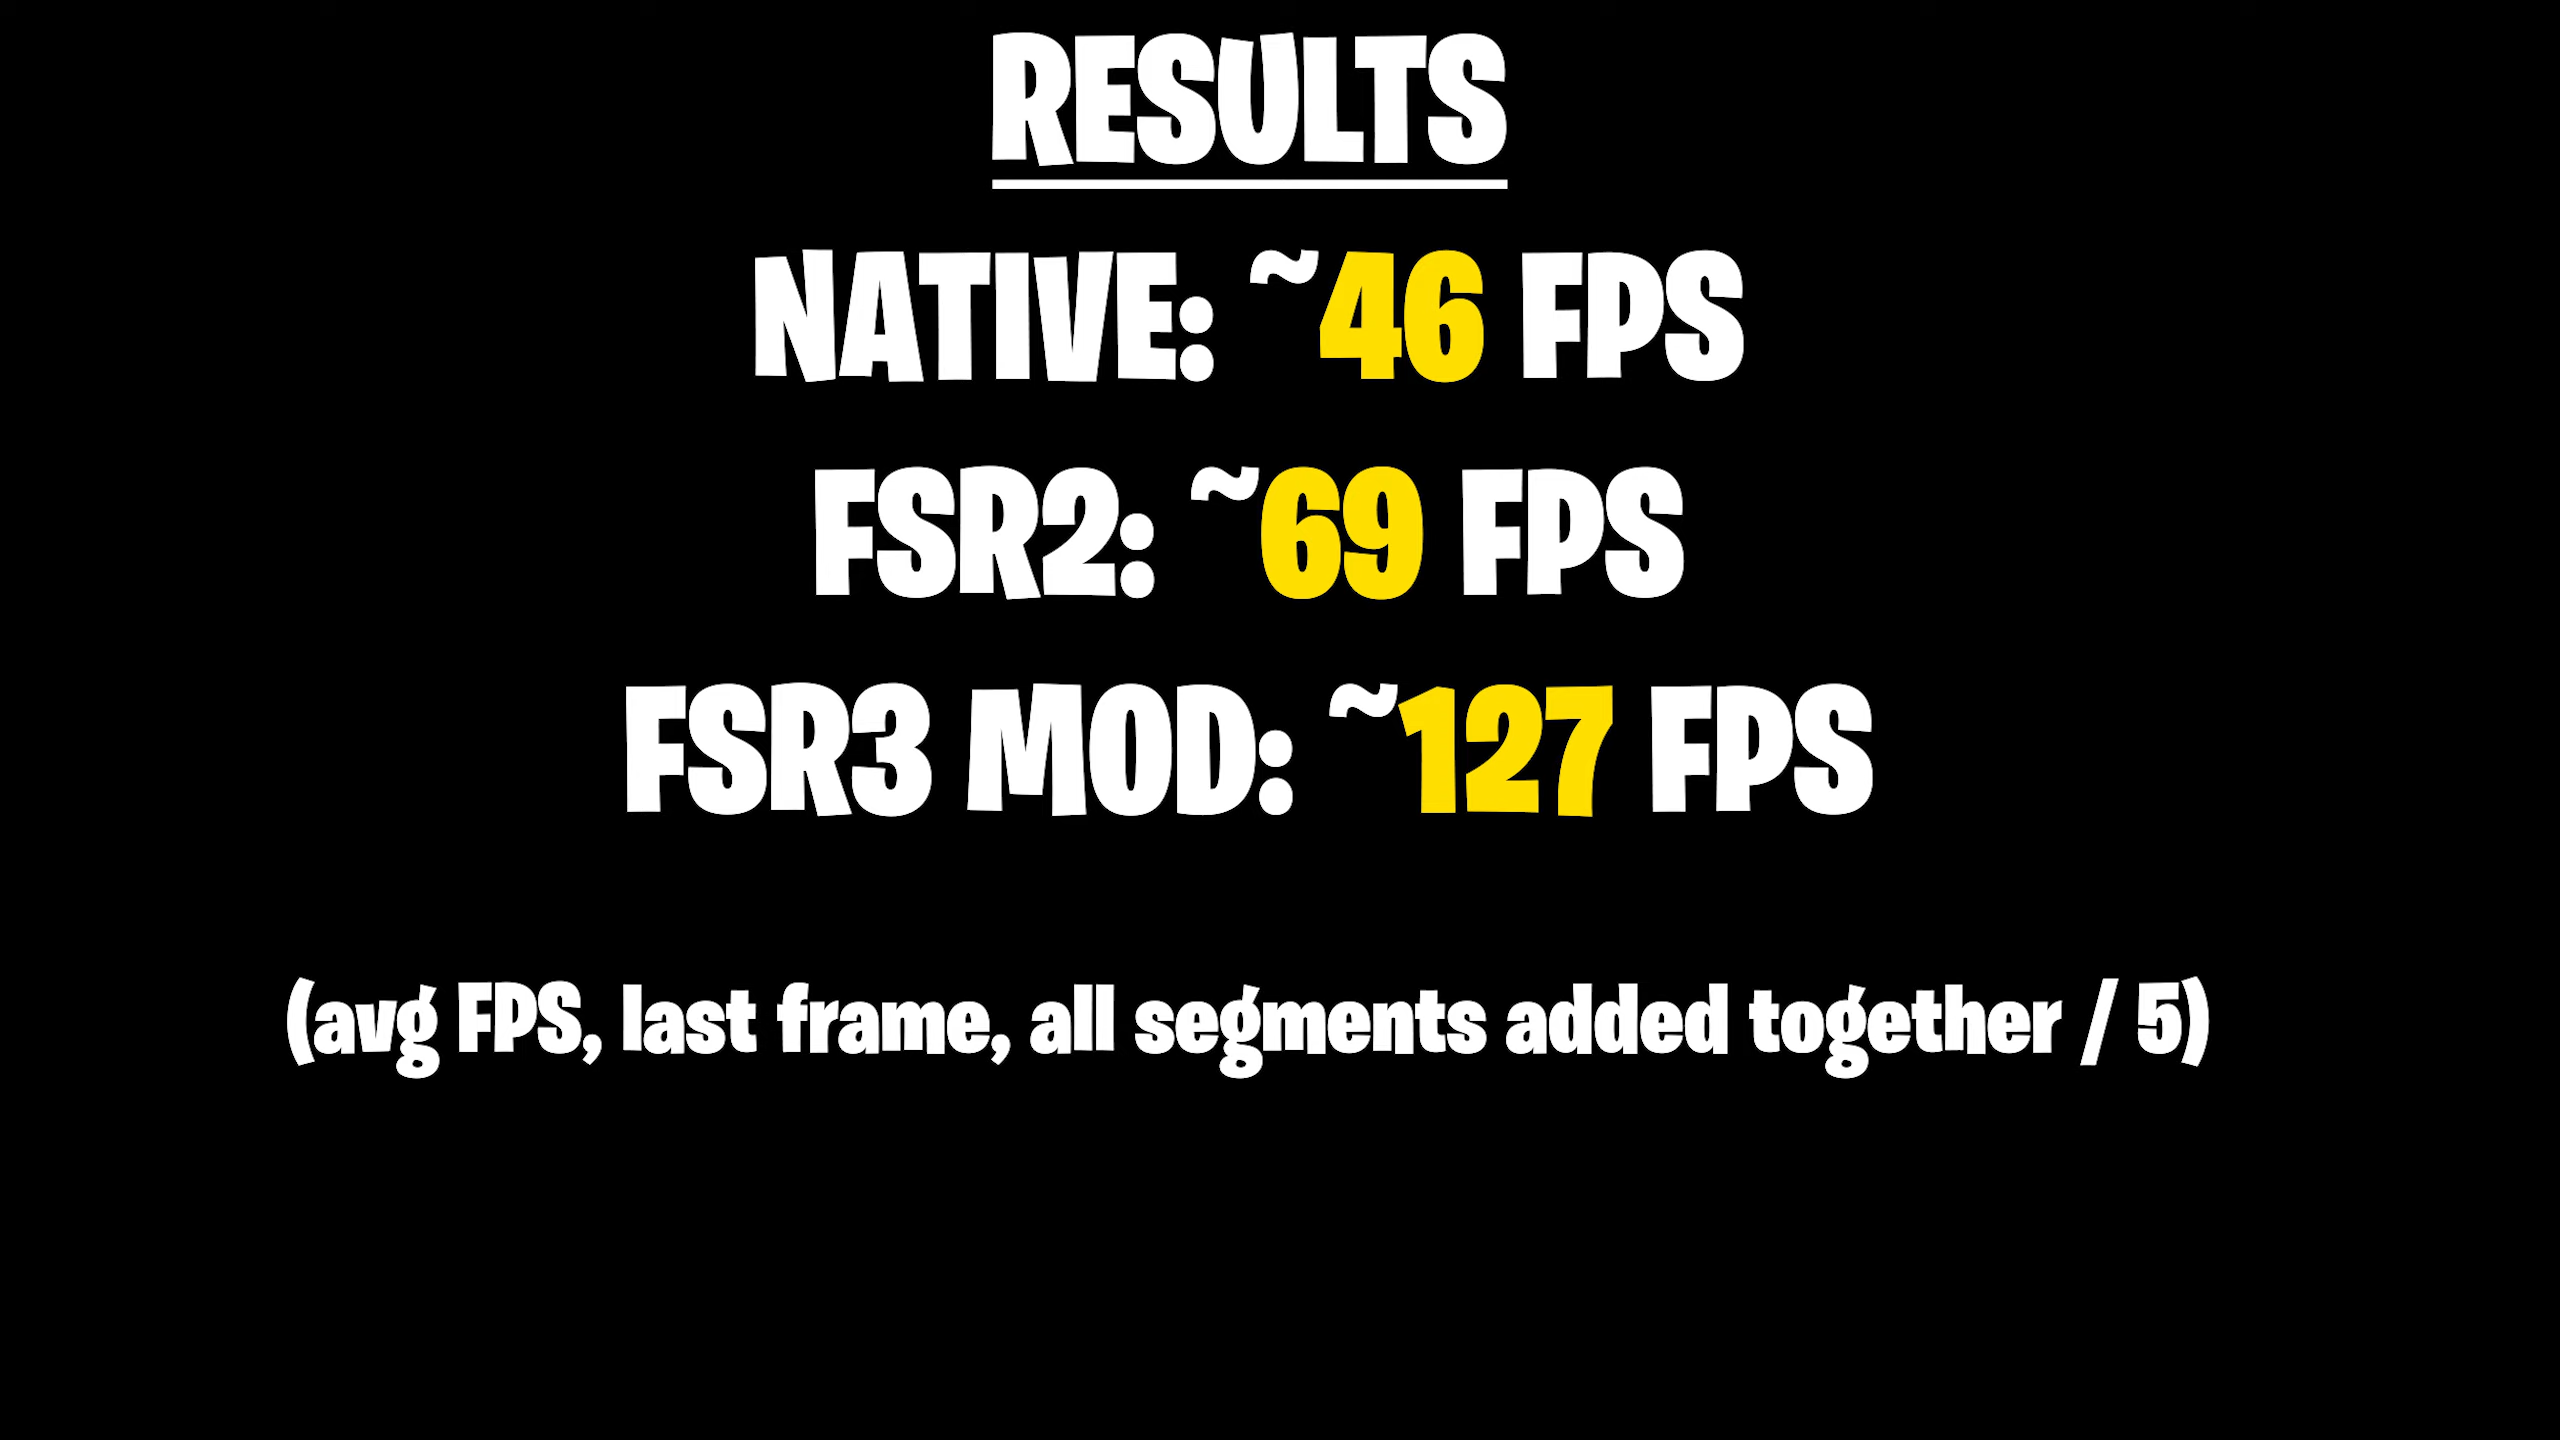 RESULTS
NATIVE: ~46 FPS
FSR2: ~69 FPS
FSR3 MOD: ~127 FPS
(avg FPS, last frame, all segments added together / 5)